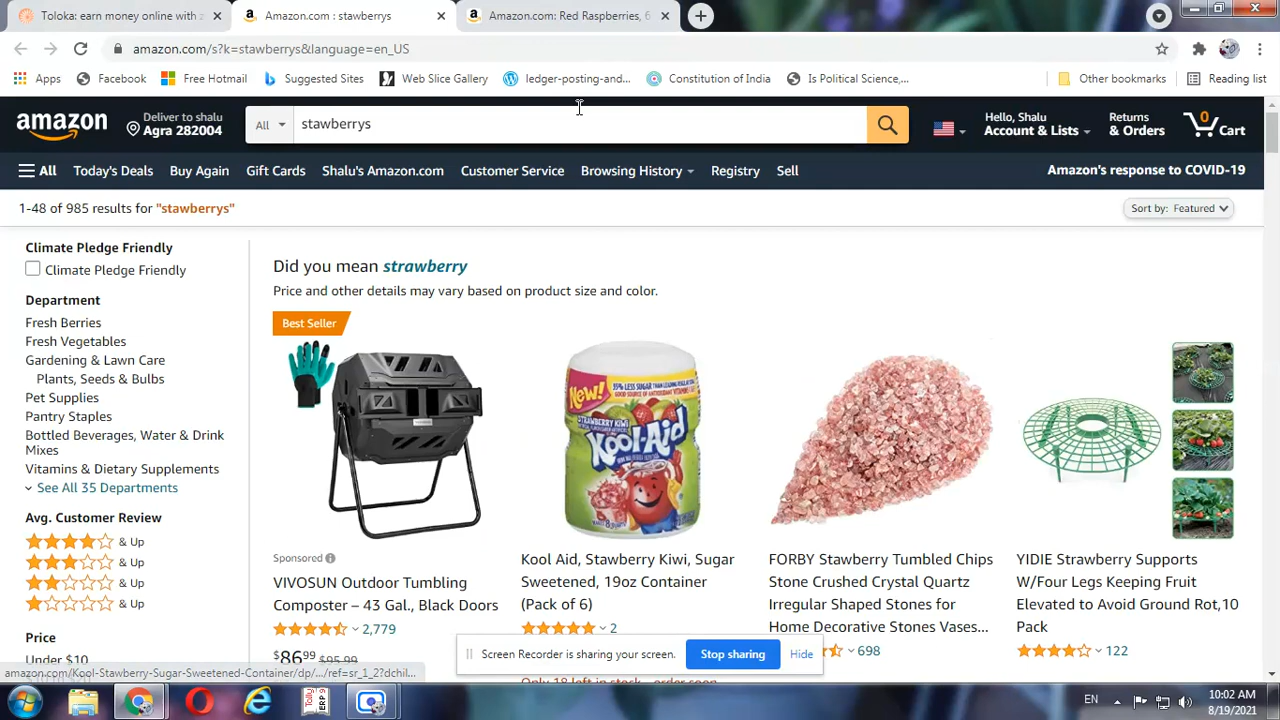 Toloka: earn money online with
Amazon.com : stawberrys
Amazon.com: Red Raspberries, 6
amazon.com/s?k=stawberrys&language=en_US
Apps
Facebook
Free Hotmail
Suggested Sites
Web Slice Gallery
ledger-posting-and...
Constitution of India
Is Political Science,...
Other bookmarks
Reading list
amazon
Deliver to shalu
Agra 282004
All
stawberrys
Hello, Shalu
Account & Lists
Returns
& Orders
0
Cart
All
Today's Deals
Buy Again
Gift Cards
Shalu's Amazon.com
Customer Service
Browsing History
Registry
Sell
Amazon's response to COVID-19
1-48 of 985 results for "stawberrys"
Sort by: Featured
Climate Pledge Friendly
Climate Pledge Friendly
Department
Fresh Berries
Fresh Vegetables
Gardening & Lawn Care
Plants, Seeds & Bulbs
Pet Supplies
Pantry Staples
Bottled Beverages, Water & Drink
Mixes
Vitamins & Dietary Supplements
See All 35 Departments
Avg. Customer Review
& Up
& Up
& Up
& Up
Price
Under $10
Did you mean strawberry
Price and other details may vary based on product size and color.
Best Seller
Sponsored
VIVOSUN Outdoor Tumbling
Composter – 43 Gal., Black Doors
2,779
$86.99 $95.99
New!
STRAWBERRY KIWI
Kool-Aid
Kool Aid, Stawberry Kiwi, Sugar
Sweetened, 19oz Container
(Pack of 6)
2
Only 18 left in stock - order soon.
FORBY Stawberry Tumbled Chips
Stone Crushed Crystal Quartz
Irregular Shaped Stones for
Home Decorative Stones Vases...
698
YIDIE Strawberry Supports
W/Four Legs Keeping Fruit
Elevated to Avoid Ground Rot,10
Pack
122
Screen Recorder is sharing your screen.
Stop sharing
Hide
amazon.com/Kool-Stawberry-Sugar-Sweetened-Container/dp/.../ref=sr_1_2?dchil...
EN
10:02 AM
8/19/2021